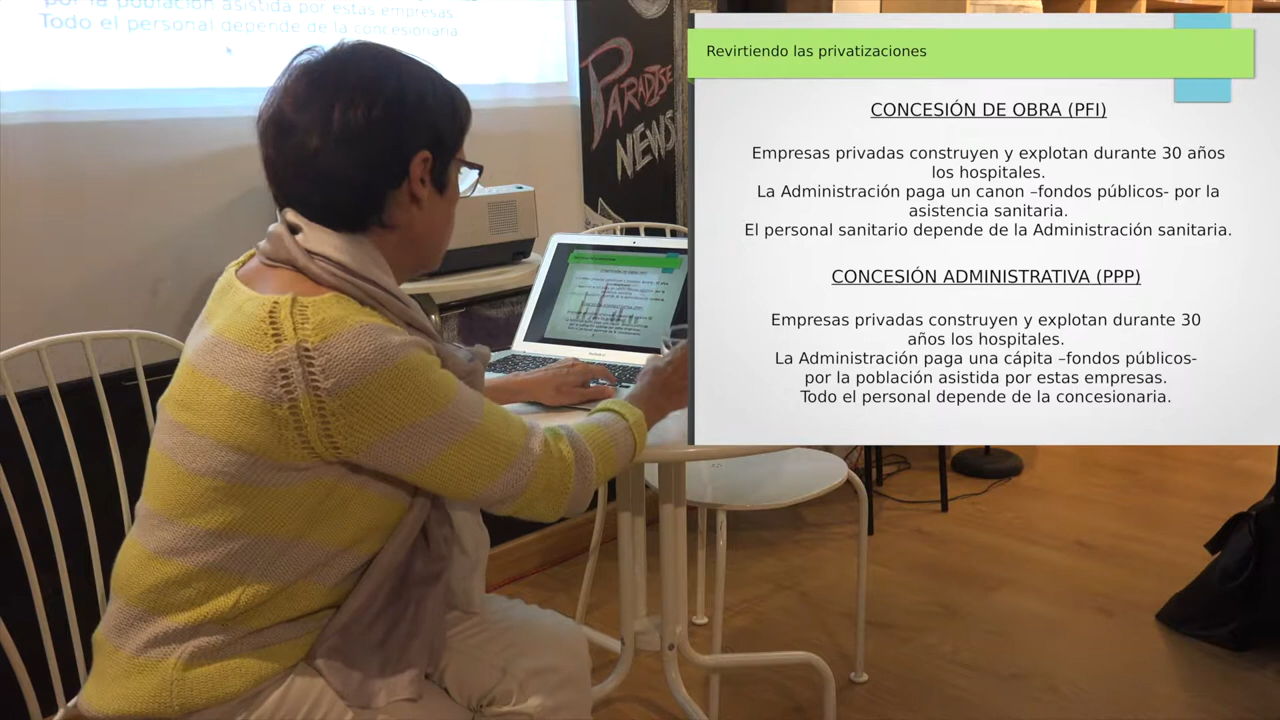 por la población asistida por estas empresas
Todo el personal depende de la concesionaria.
PARADISE
NEWS
Revirtiendo las privatizaciones
CONCESIÓN DE OBRA (PFI)
Empresas privadas construyen y explotan durante 30 años
los hospitales.
La Administración paga un canon –fondos públicos- por la
asistencia sanitaria.
El personal sanitario depende de la Administración sanitaria.
CONCESIÓN ADMINISTRATIVA (PPP)
Empresas privadas construyen y explotan durante 30
años los hospitales.
La Administración paga una cápita –fondos públicos-
por la población asistida por estas empresas.
Todo el personal depende de la concesionaria.